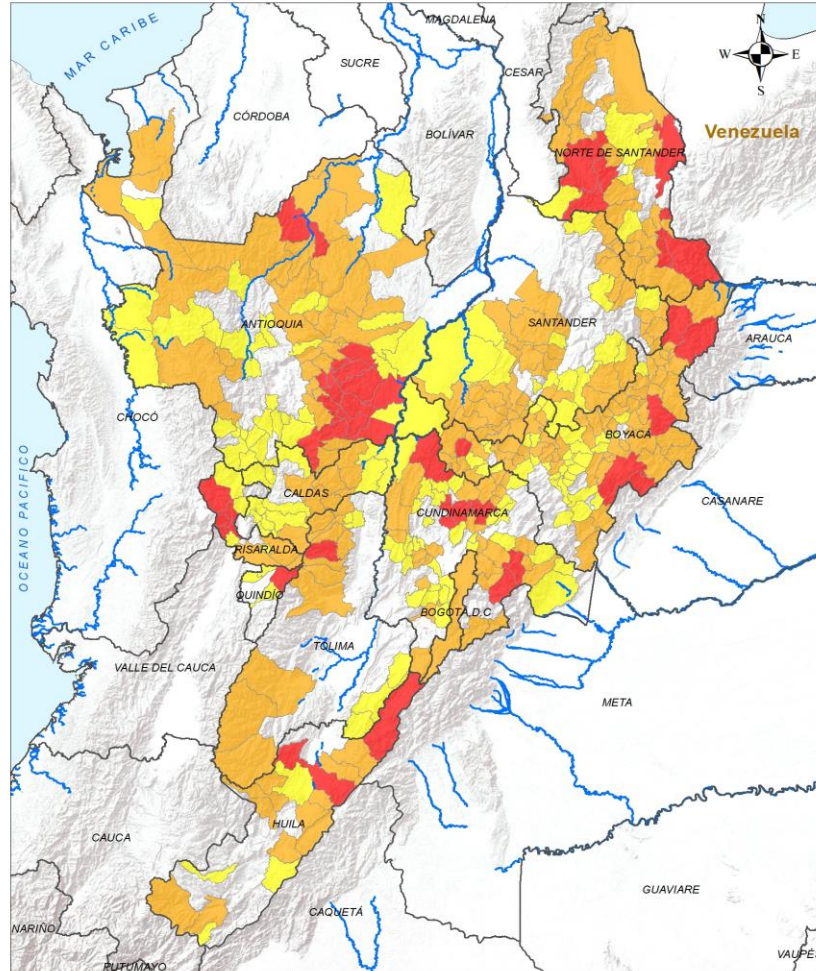 MAGDALENA
N
W E
S
MAR CARIBE
SUCRE
CESAR
CÓRDOBA
BOLÍVAR
Venezuela
NORTE DE SANTANDER
ANTIOQUIA
SANTANDER
ARAUCA
CHOCÓ
BOYACÁ
OCEANO PACIFICO
CALDAS
CASANARE
CUNDINAMARCA
RISARALDA
QUINDÍO
BOGOTÁ D.C.
TOLIMA
VALLE DEL CAUCA
META
HUILA
CAUCA
GUAVIARE
CAQUETÁ
NARIÑO
PUTUMAYO
VAUPÉS